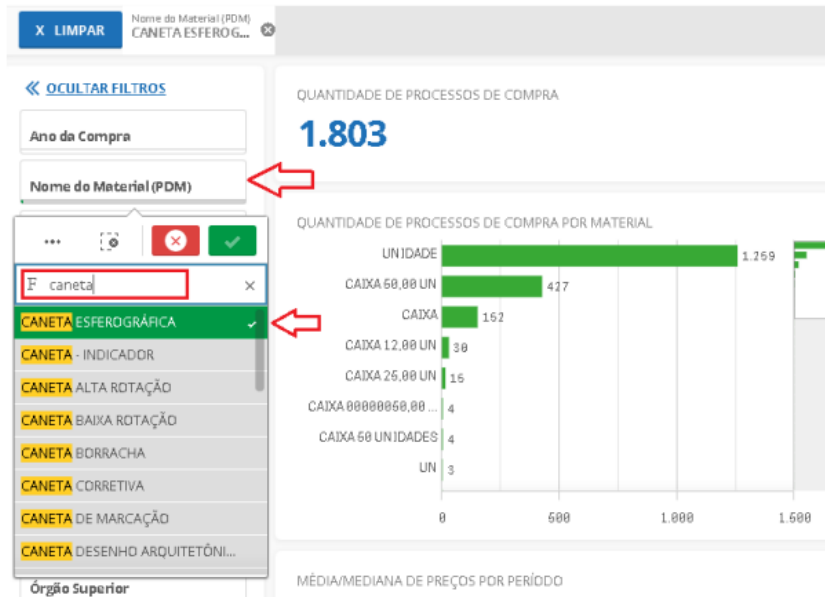 X LIMPAR
Nome do Material (PDM)
CANETA ESFEROG...
OCULTAR FILTROS
Ano da Compra
Nome do Material (PDM)
F caneta
CANETA ESFEROGRÁFICA
CANETA - INDICADOR
CANETA ALTA ROTAÇÃO
CANETA BAIXA ROTAÇÃO
CANETA BORRACHA
CANETA CORRETIVA
CANETA DE MARCAÇÃO
CANETA DESENHO ARQUITETÔNI...
Órgão Superior
QUANTIDADE DE PROCESSOS DE COMPRA
1.803
QUANTIDADE DE PROCESSOS DE COMPRA POR MATERIAL
UNIDADE 1.259
CAIXA 50,00 UN 427
CAIXA 152
CAIXA 12,00 UN 30
CAIXA 25,00 UN 15
CAIXA 00000050,00 ... 4
CAIXA 50 UNIDADES 4
UN 3
0 500 1.000 1.500
MÉDIA/MEDIANA DE PREÇOS POR PERÍODO